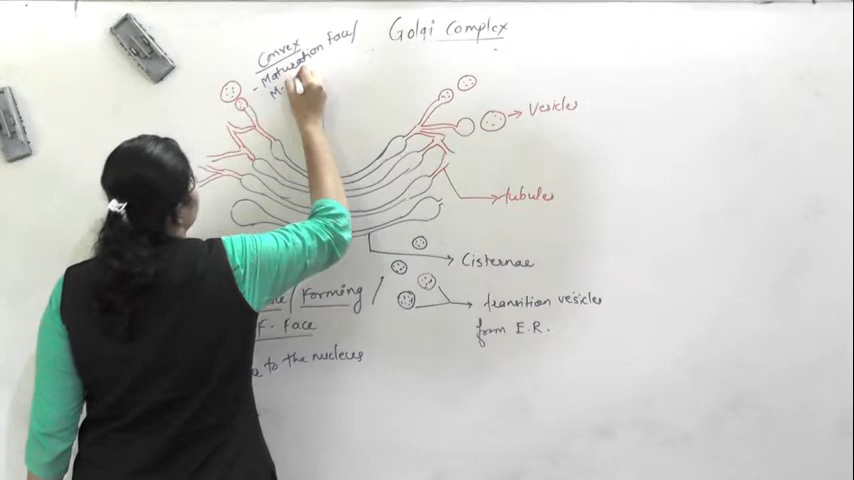 Golgi Complex
Convex
- Maturation Face/
M-
Vesicles
tubules
Cisternae
/ Forming /
F- Face
to the nucleus
transition vesicles
from E.R.